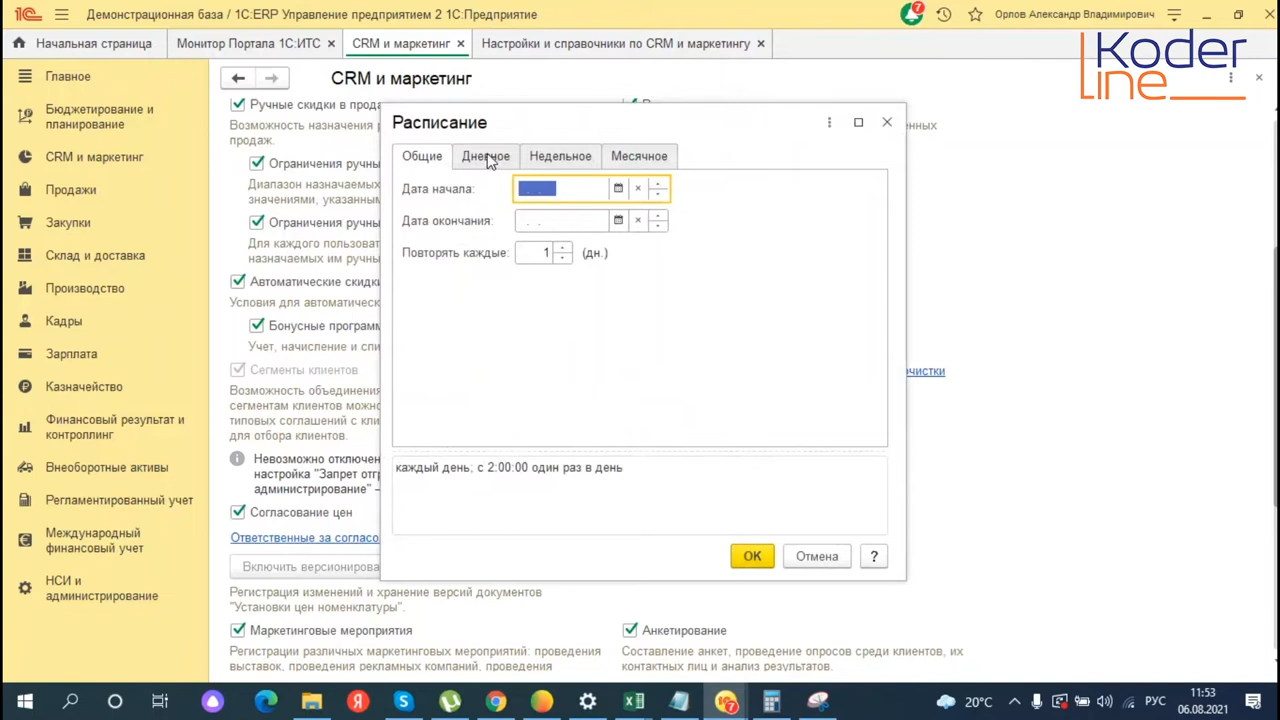 Демонстрационная база / 1С:ERP Управление предприятием 2 1С:Предприятие
7
Орлов Александр Владимирович
Начальная страница
Монитор Портала 1С:ИТС
CRM и маркетинг
Настройки и справочники по CRM и маркетингу
Koder
line
Главное
Бюджетирование и
планирование
CRM и маркетинг
Продажи
Закупки
Склад и доставка
Производство
Кадры
Зарплата
Казначейство
Финансовый результат и
контроллинг
Внеоборотные активы
Регламентированный учет
Международный
финансовый учет
НСИ и
администрирование
CRM и маркетинг
Ручные скидки в прода
Возможность назначения р
продаж.
Ограничения ручны
Диапазон назначаемы
значениями, указанным
Ограничения ручны
Для каждого пользоват
назначаемых им ручны
Автоматические скидки
Условия для автоматическ
Бонусные программ
Учет, начисление и спи
Сегменты клиентов
Возможность объединения
сегментам клиентов можно
типовых соглашений с кли
для отбора клиентов.
Невозможно отключен
настройка "Запрет отгр
администрирование" –
Согласование цен
Ответственные за согласо
Включить версионирова
Регистрация изменений и хранение версий документов
"Установки цен номенклатуры".
Маркетинговые мероприятия
Регистрации различных маркетинговых мероприятий: проведения
выставок, проведения рекламных компаний. проведения
Анкетирование
Составление анкет, проведение опросов среди клиентов, их
контактных лиц и анализ результатов.
данных
очистки
Расписание
Общие
Дневное
Недельное
Месячное
Дата начала:
. .
Дата окончания:
. .
Повторять каждые:
1
(дн.)
каждый день; с 2:00:00 один раз в день
OK
Отмена
?
20°C
РУС
11:53
06.08.2021